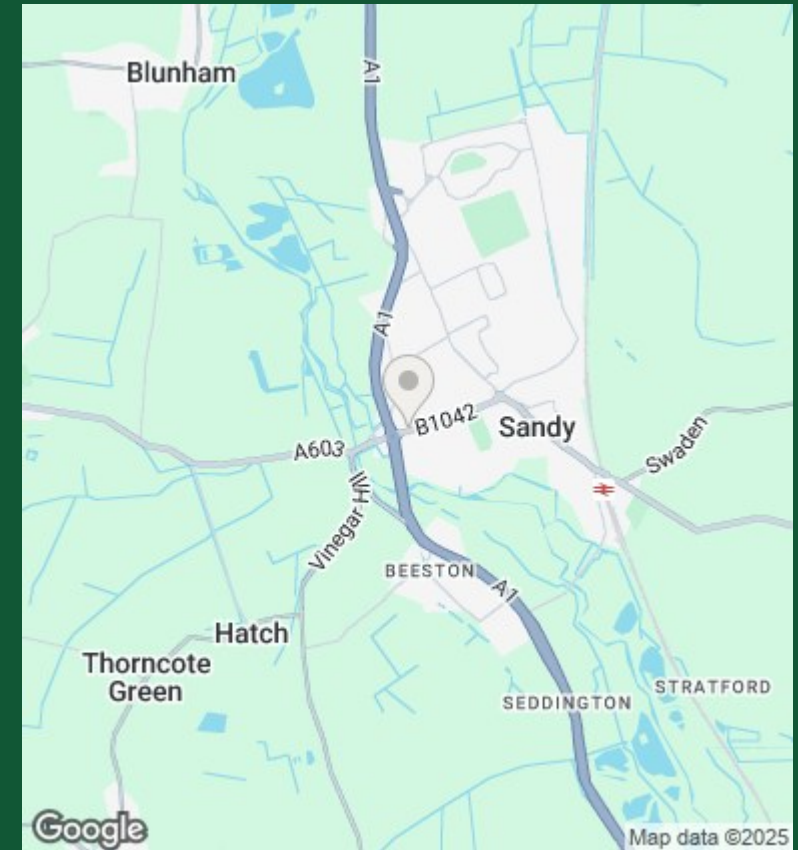 Blunham
A1
A1
B1042
Sandy
A603
Swaden
Vinegar Hill
BEESTON
A1
Hatch
Thorncote
Green
SEDDINGTON
STRATFORD
Google
Map data ©2025